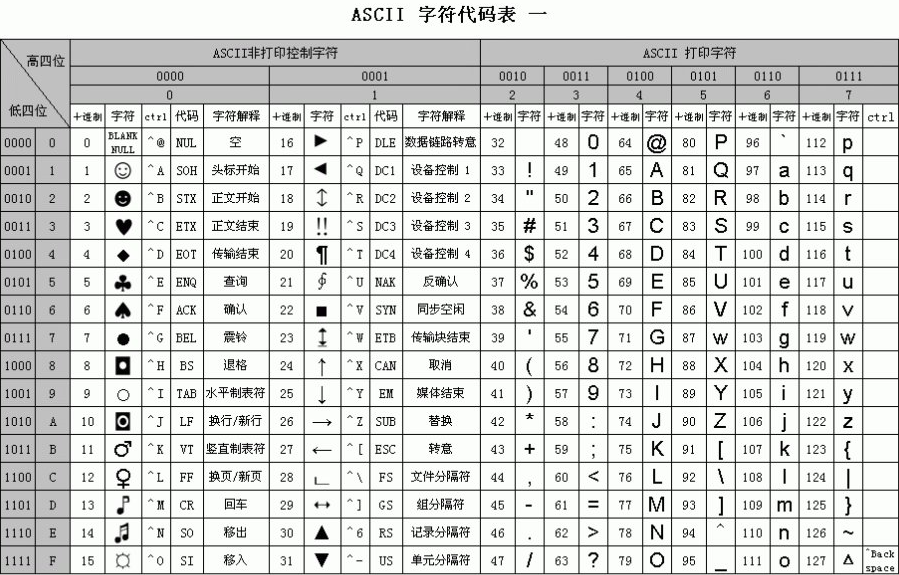 ASCII 字符代码表 一
高四位 ASCII非打印控制字符 ASCII 打印字符
0000 0001 0010 0011 0100 0101 0110 0111
低四位 0 1 2 3 4 5 6 7
十进制 字符 ctrl 代码 字符解释 十进制 字符 ctrl 代码 字符解释 十进制 字符 十进制 字符 十进制 字符 十进制 字符 十进制 字符 十进制 字符 ctrl
0000 0 0 BLANK NULL ^@ NUL 空 16 ► ^P DLE 数据链路转意 32 48 0 64 @ 80 P 96 ` 112 p
0001 1 1 ☺ ^A SOH 头标开始 17 ◄ ^Q DC1 设备控制 1 33 ! 49 1 65 A 81 Q 97 a 113 q
0010 2 2 ☻ ^B STX 正文开始 18 ↕ ^R DC2 设备控制 2 34 " 50 2 66 B 82 R 98 b 114 r
0011 3 3 ♥ ^C ETX 正文结束 19 ‼ ^S DC3 设备控制 3 35 # 51 3 67 C 83 S 99 c 115 s
0100 4 4 ◆ ^D EOT 传输结束 20 ¶ ^T DC4 设备控制 4 36 $ 52 4 68 D 84 T 100 d 116 t
0101 5 5 ♣ ^E ENQ 查询 21 ∮ ^U NAK 反确认 37 % 53 5 69 E 85 U 101 e 117 u
0110 6 6 ♠ ^F ACK 确认 22 ■ ^V SYN 同步空闲 38 & 54 6 70 F 86 V 102 f 118 v
0111 7 7 ● ^G BEL 震铃 23 ↨ ^W ETB 传输块结束 39 ' 55 7 71 G 87 w 103 g 119 w
1000 8 8 ◘ ^H BS 退格 24 ↑ ^X CAN 取消 40 ( 56 8 72 H 88 X 104 h 120 x
1001 9 9 ○ ^I TAB 水平制表符 25 ↓ ^Y EM 媒体结束 41 ) 57 9 73 I 89 Y 105 i 121 y
1010 A 10 ◙ ^J LF 换行/新行 26 → ^Z SUB 替换 42 * 58 : 74 J 90 Z 106 j 122 z
1011 B 11 ♂ ^K VT 竖直制表符 27 ← ^[ ESC 转意 43 + 59 ; 75 K 91 [ 107 k 123 {
1100 C 12 ♀ ^L FF 换页/新页 28 ∟ ^\ FS 文件分隔符 44 , 60 < 76 L 92 \ 108 l 124 |
1101 D 13 ♪ ^M CR 回车 29 ↔ ^] GS 组分隔符 45 - 61 = 77 M 93 ] 109 m 125 }
1110 E 14 ♫ ^N SO 移出 30 ▲ ^6 RS 记录分隔符 46 . 62 > 78 N 94 ^ 110 n 126 ~
1111 F 15 ☼ ^O SI 移入 31 ▼ ^- US 单元分隔符 47 / 63 ? 79 O 95 _ 111 o 127 Δ ^Back space